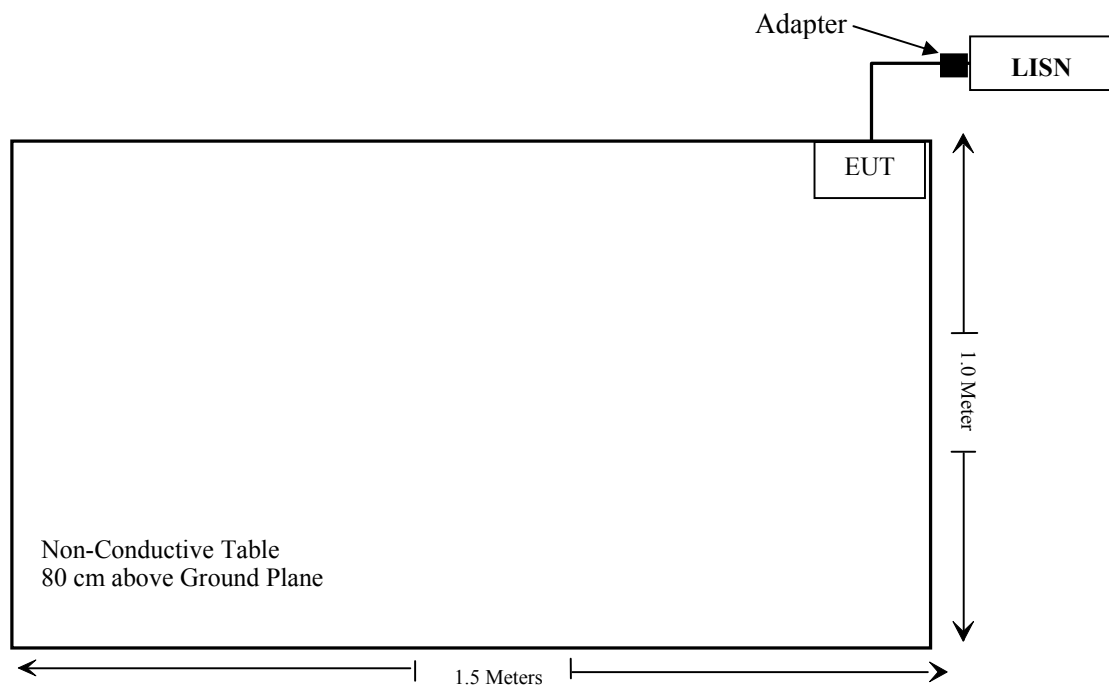 Adapter
LISN
EUT
1.0 Meter
Non-Conductive Table
80 cm above Ground Plane
1.5 Meters